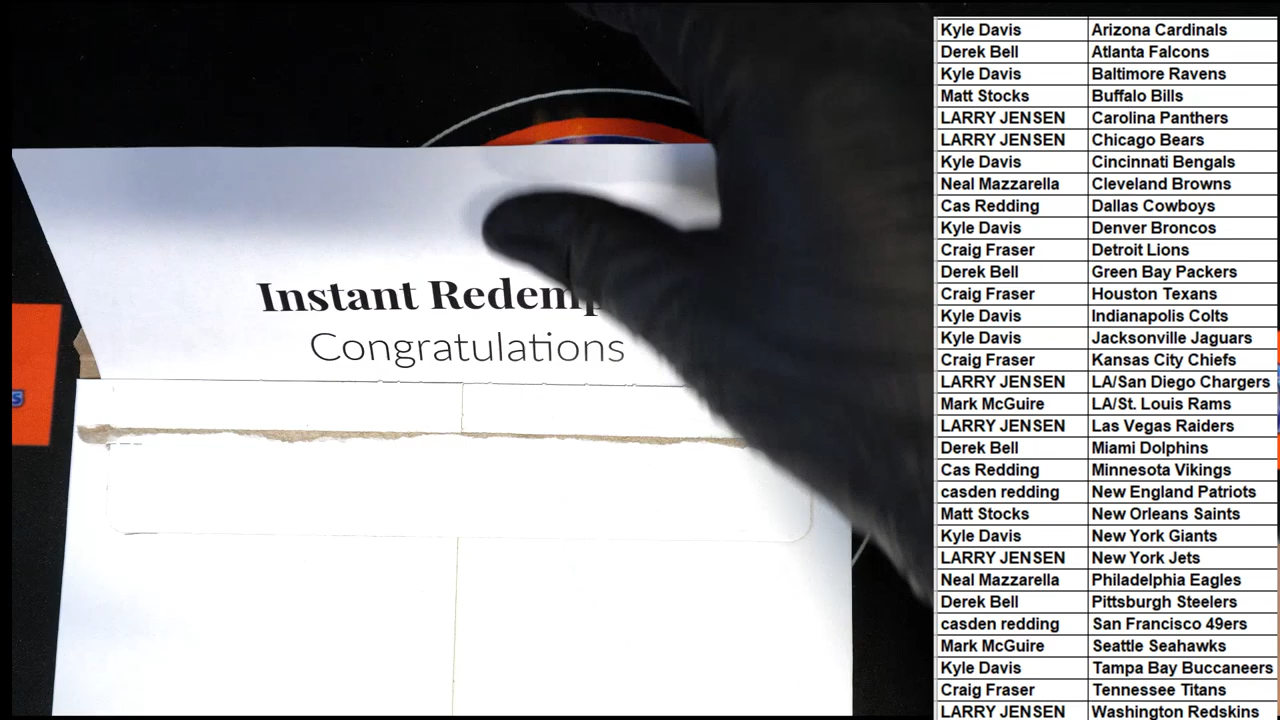 Instant Redemp
Congratulations
s
Kyle Davis Arizona Cardinals
Derek Bell Atlanta Falcons
Kyle Davis Baltimore Ravens
Matt Stocks Buffalo Bills
LARRY JENSEN Carolina Panthers
LARRY JENSEN Chicago Bears
Kyle Davis Cincinnati Bengals
Neal Mazzarella Cleveland Browns
Cas Redding Dallas Cowboys
Kyle Davis Denver Broncos
Craig Fraser Detroit Lions
Derek Bell Green Bay Packers
Craig Fraser Houston Texans
Kyle Davis Indianapolis Colts
Kyle Davis Jacksonville Jaguars
Craig Fraser Kansas City Chiefs
LARRY JENSEN LA/San Diego Chargers
Mark McGuire LA/St. Louis Rams
LARRY JENSEN Las Vegas Raiders
Derek Bell Miami Dolphins
Cas Redding Minnesota Vikings
casden redding New England Patriots
Matt Stocks New Orleans Saints
Kyle Davis New York Giants
LARRY JENSEN New York Jets
Neal Mazzarella Philadelphia Eagles
Derek Bell Pittsburgh Steelers
casden redding San Francisco 49ers
Mark McGuire Seattle Seahawks
Kyle Davis Tampa Bay Buccaneers
Craig Fraser Tennessee Titans
LARRY JENSEN Washington Redskins